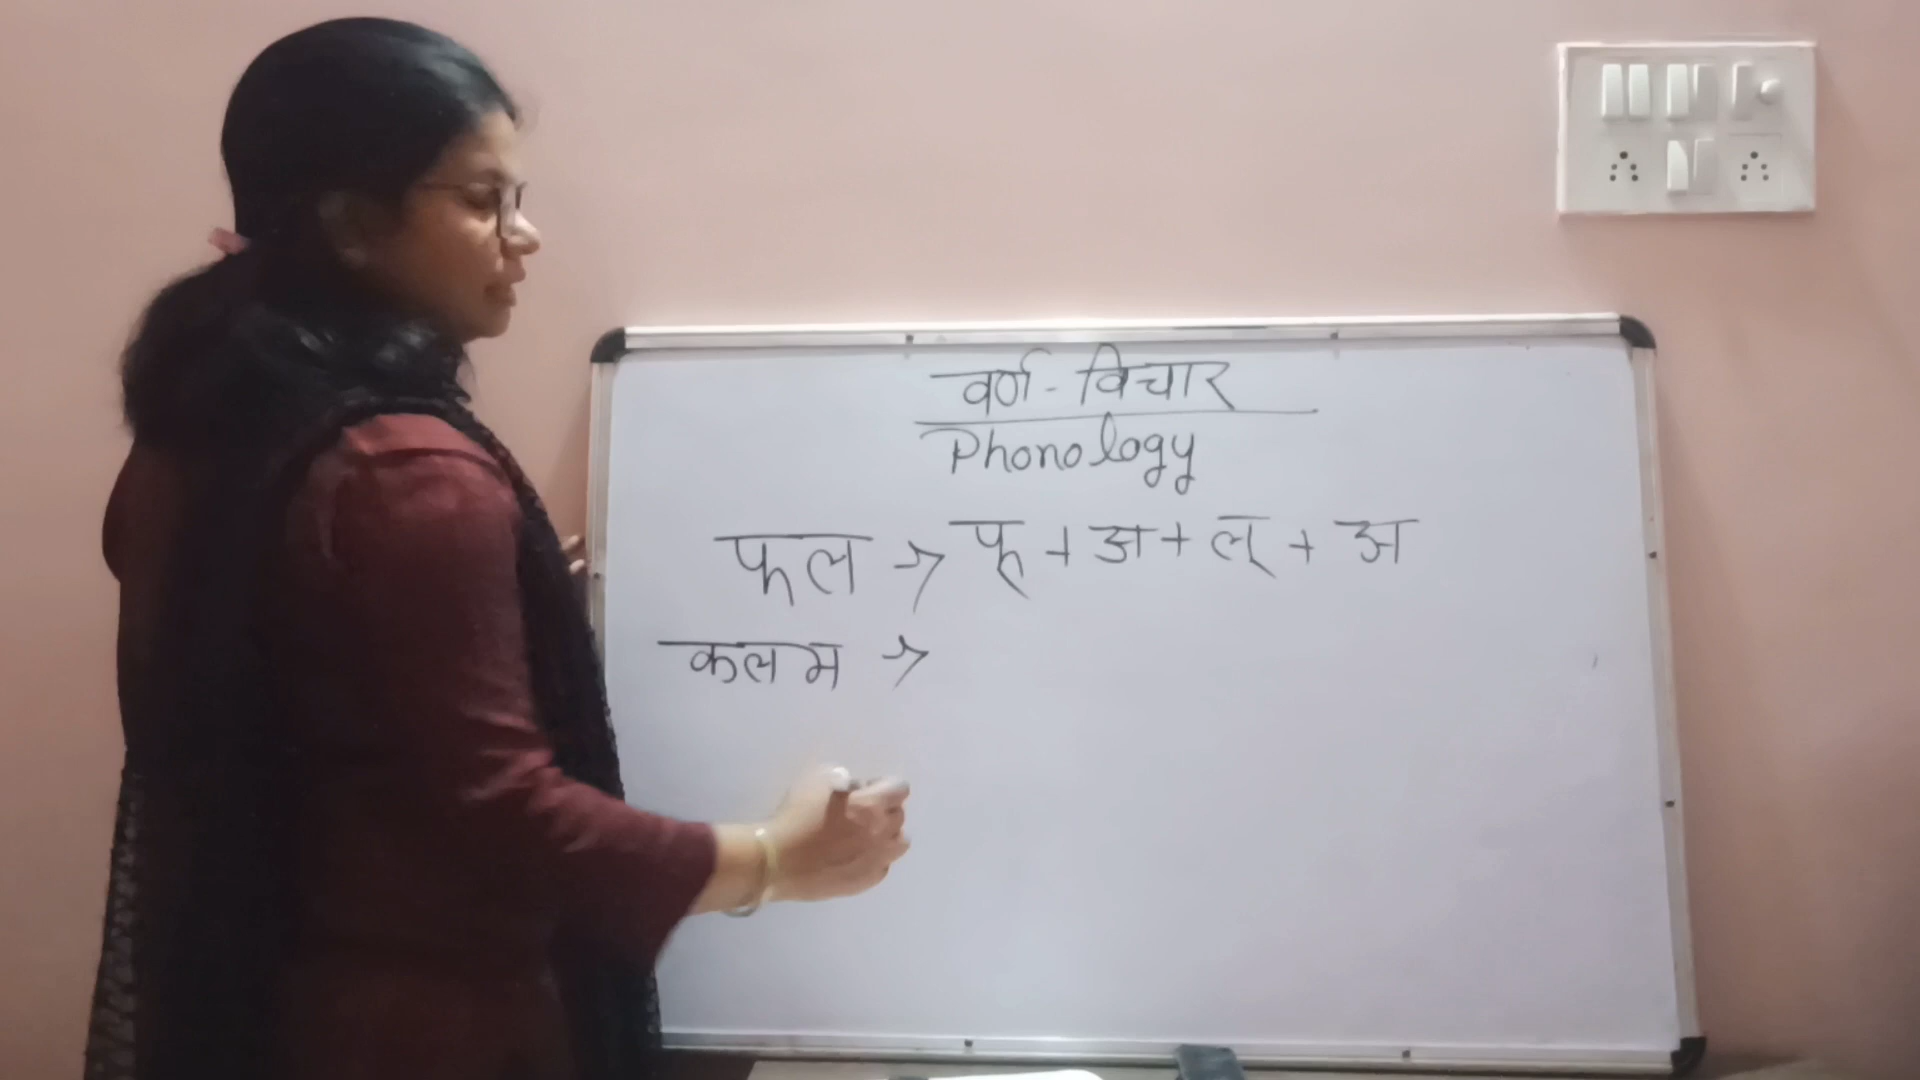 वर्ण - विचार
Phonology
फल → फ् + अ + ल् + अ
कलम →